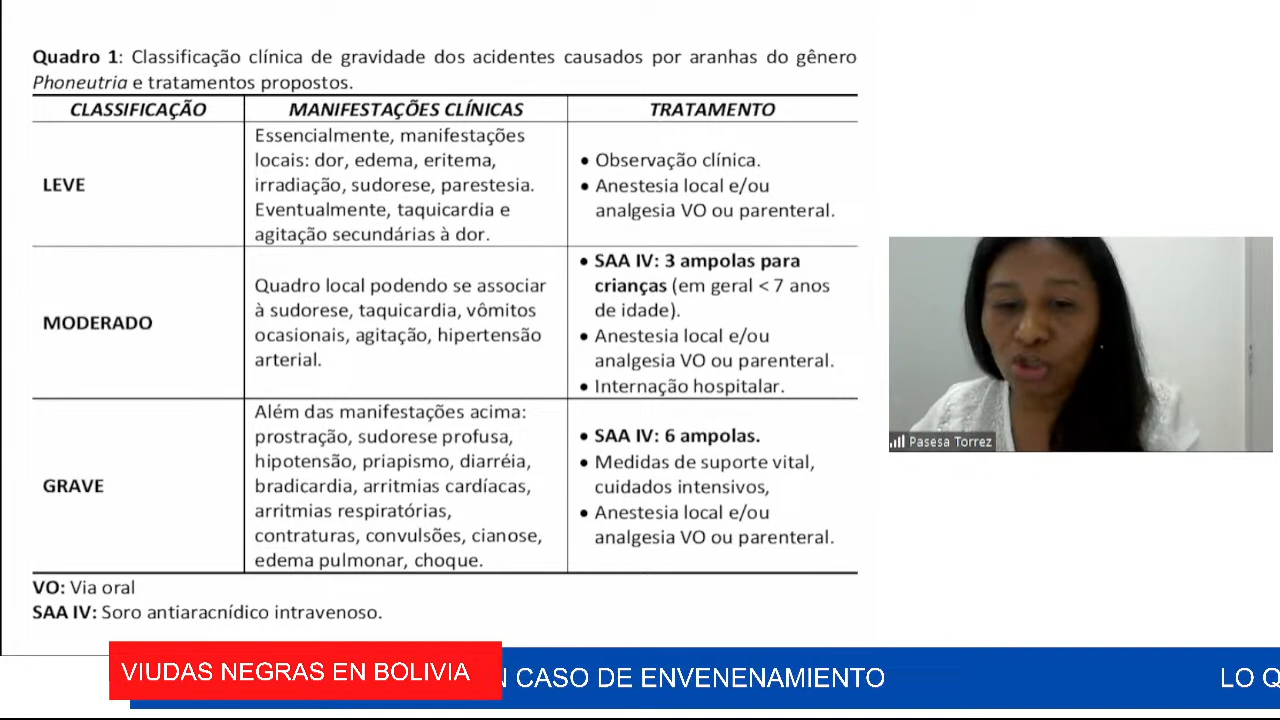 Quadro 1: Classificação clínica de gravidade dos acidentes causados por aranhas do gênero
Phoneutria e tratamentos propostos.
CLASSIFICAÇÃO
MANIFESTAÇÕES CLÍNICAS
TRATAMENTO
LEVE
Essencialmente, manifestações
locais: dor, edema, eritema,
irradiação, sudorese, parestesia.
Eventualmente, taquicardia e
agitação secundárias à dor.
• Observação clínica.
• Anestesia local e/ou
analgesia VO ou parenteral.
MODERADO
Quadro local podendo se associar
à sudorese, taquicardia, vômitos
ocasionais, agitação, hipertensão
arterial.
• SAA IV: 3 ampolas para
crianças (em geral < 7 anos
de idade).
• Anestesia local e/ou
analgesia VO ou parenteral.
• Internação hospitalar.
GRAVE
Além das manifestações acima:
prostração, sudorese profusa,
hipotensão, priapismo, diarréia,
bradicardia, arritmias cardíacas,
arritmias respiratórias,
contraturas, convulsões, cianose,
edema pulmonar, choque.
• SAA IV: 6 ampolas.
• Medidas de suporte vital,
cuidados intensivos,
• Anestesia local e/ou
analgesia VO ou parenteral.
VO: Via oral
SAA IV: Soro antiaracnídico intravenoso.
Pasesa Torrez
VIUDAS NEGRAS EN BOLIVIA
N CASO DE ENVENENAMIENTO
LO Q